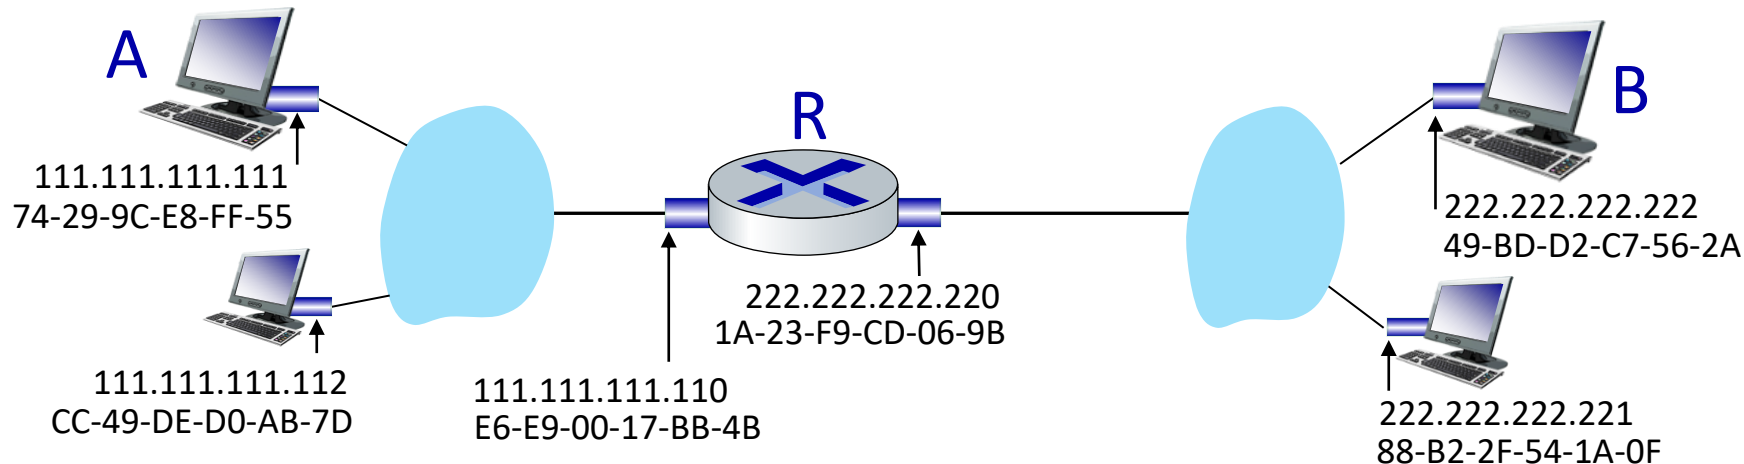 A
111.111.111.111
74-29-9C-E8-FF-55
111.111.111.112
CC-49-DE-D0-AB-7D
R
222.222.222.220
1A-23-F9-CD-06-9B
111.111.111.110
E6-E9-00-17-BB-4B
B
222.222.222.222
49-BD-D2-C7-56-2A
222.222.222.221
88-B2-2F-54-1A-0F